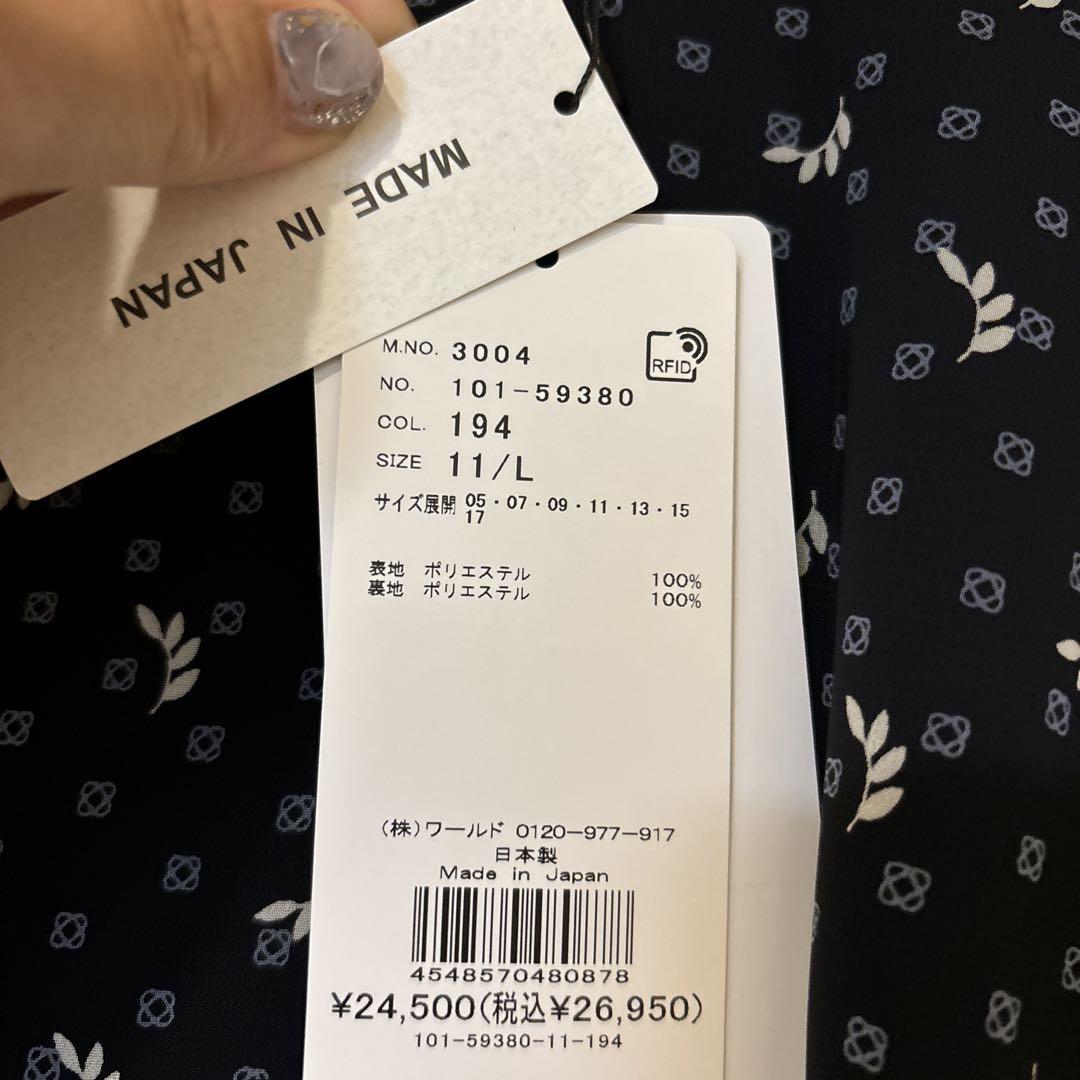 MADE IN JAPAN
RFID
M.NO. 3004
NO. 101-59380
COL. 194
SIZE 11/L
サイズ展開 05・07・09・11・13・15
17
表地 ポリエステル 100%
裏地 ポリエステル 100%
(株)ワールド 0120-977-917
日本製
Made in Japan
4548570480878
¥24,500(税込¥26,950)
101-59380-11-194